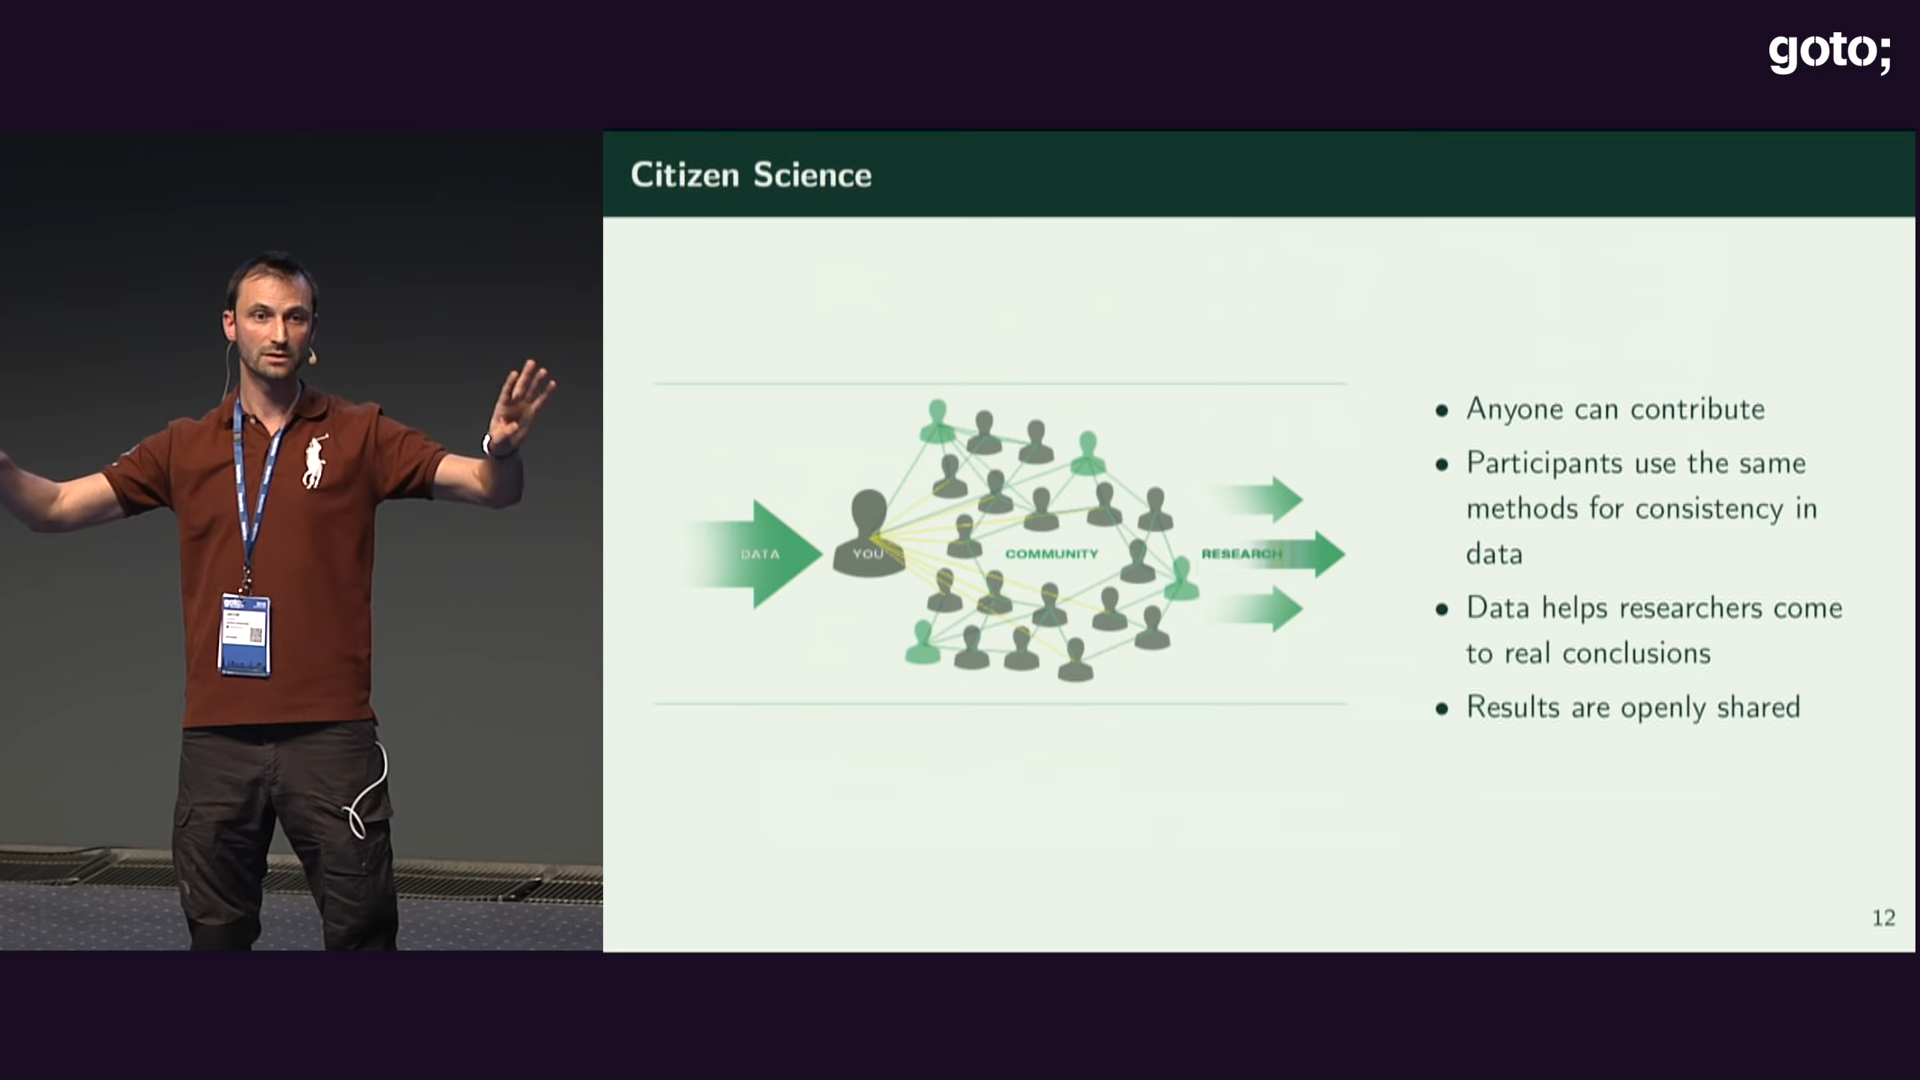 goto;
Citizen Science
DATA
YOU
COMMUNITY
RESEARCH
• Anyone can contribute
• Participants use the same
methods for consistency in
data
• Data helps researchers come
to real conclusions
• Results are openly shared
12
goto;